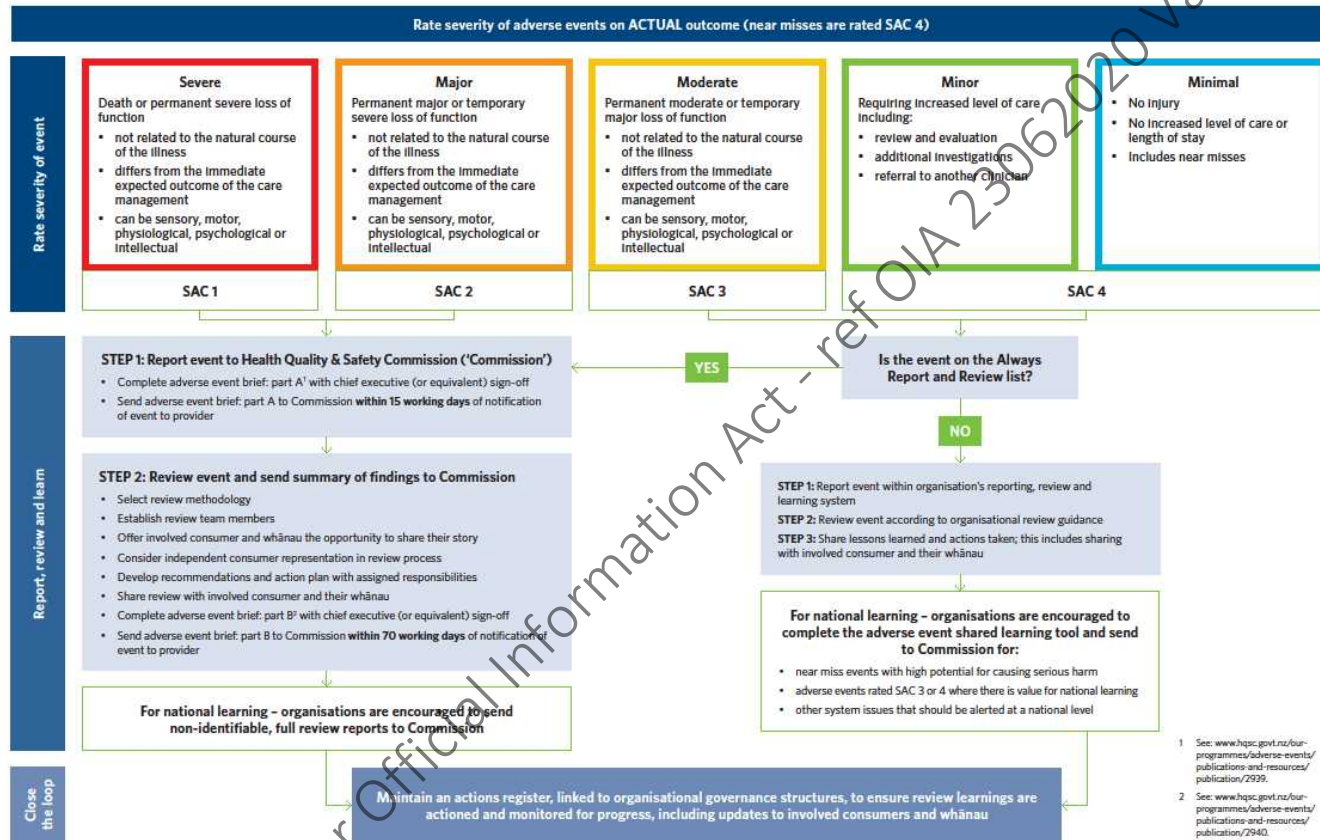 Rate severity of adverse events on ACTUAL outcome (near misses are rated SAC 4)
Rate severity of event
Severe
Death or permanent severe loss of
function
• not related to the natural course
of the illness
• differs from the immediate
expected outcome of the care
management
• can be sensory, motor,
physiological, psychological or
intellectual
SAC 1
Major
Permanent major or temporary
severe loss of function
• not related to the natural course
of the illness
• differs from the immediate
expected outcome of the care
management
• can be sensory, motor,
physiological, psychological or
intellectual
SAC 2
Moderate
Permanent moderate or temporary
major loss of function
• not related to the natural course
of the illness
• differs from the immediate
expected outcome of the care
management
• can be sensory, motor,
physiological, psychological or
intellectual
SAC 3
Minor
Requiring increased level of care
including:
• review and evaluation
• additional investigations
• referral to another clinician
Minimal
• No injury
• No increased level of care or
length of stay
• Includes near misses
SAC 4
Report, review and learn
STEP 1: Report event to Health Quality & Safety Commission (‘Commission’)
• Complete adverse event brief: part A¹ with chief executive (or equivalent) sign-off
• Send adverse event brief: part A to Commission within 15 working days of notification
of event to provider
YES
Is the event on the Always
Report and Review list?
NO
STEP 2: Review event and send summary of findings to Commission
• Select review methodology
• Establish review team members
• Offer involved consumer and whānau the opportunity to share their story
• Consider independent consumer representation in review process
• Develop recommendations and action plan with assigned responsibilities
• Share review with involved consumer and their whānau
• Complete adverse event brief: part B² with chief executive (or equivalent) sign-off
• Send adverse event brief: part B to Commission within 70 working days of notification of
event to provider
For national learning – organisations are encouraged to send
non-identifiable, full review reports to Commission
STEP 1: Report event within organisation's reporting, review and
learning system
STEP 2: Review event according to organisational review guidance
STEP 3: Share lessons learned and actions taken; this includes sharing
with involved consumer and their whānau
For national learning – organisations are encouraged to
complete the adverse event shared learning tool and send
to Commission for:
• near miss events with high potential for causing serious harm
• adverse events rated SAC 3 or 4 where there is value for national learning
• other system issues that should be alerted at a national level
Close
the loop
Maintain an actions register, linked to organisational governance structures, to ensure review learnings are
actioned and monitored for progress, including updates to involved consumers and whānau
1 See: www.hqsc.govt.nz/our-
programmes/adverse-events/
publications-and-resources/
publication/2939.
2 See: www.hqsc.govt.nz/our-
programmes/adverse-events/
publications-and-resources/
publication/2940.
Official Information Act - ref OIA 23062020